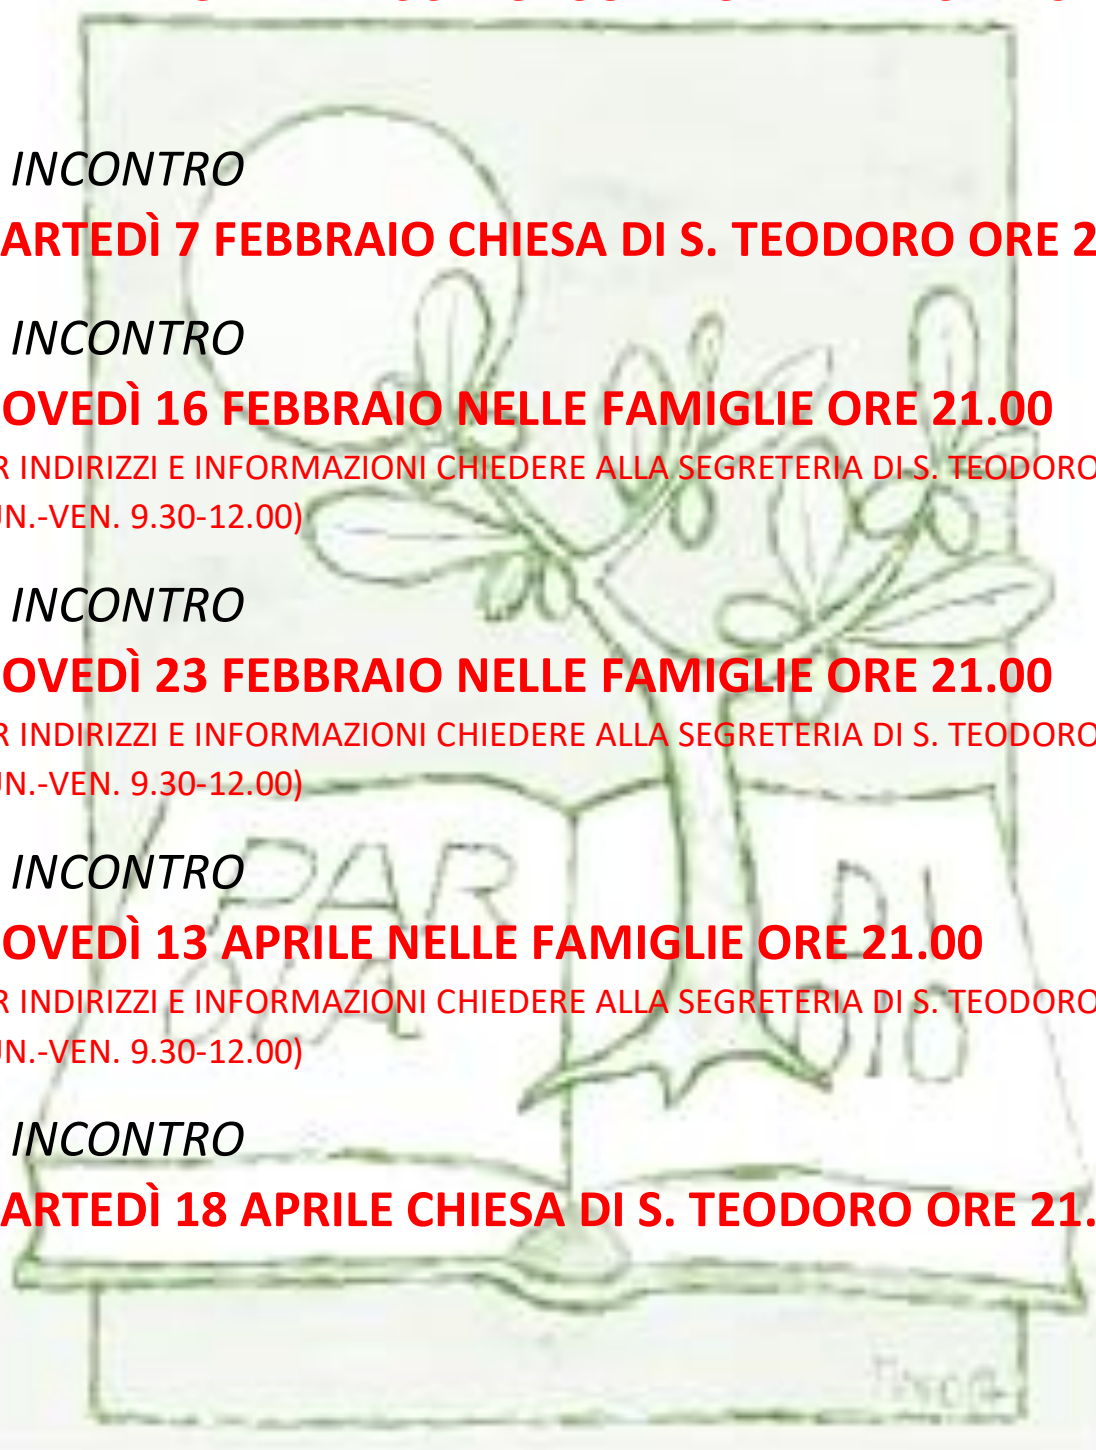 INCONTRO
ARTEDÌ 7 FEBBRAIO CHIESA DI S. TEODORO ORE 2
INCONTRO
OVEDÌ 16 FEBBRAIO NELLE FAMIGLIE ORE 21.00
R INDIRIZZI E INFORMAZIONI CHIEDERE ALLA SEGRETERIA DI S. TEODORO
UN.-VEN. 9.30-12.00)
INCONTRO
OVEDÌ 23 FEBBRAIO NELLE FAMIGLIE ORE 21.00
R INDIRIZZI E INFORMAZIONI CHIEDERE ALLA SEGRETERIA DI S. TEODORO
UN.-VEN. 9.30-12.00)
INCONTRO
PAR
DI
OVEDÌ 13 APRILE NELLE FAMIGLIE ORE 21.00
OLA
DIO
R INDIRIZZI E INFORMAZIONI CHIEDERE ALLA SEGRETERIA DI S. TEODORO
UN.-VEN. 9.30-12.00)
INCONTRO
ARTEDÌ 18 APRILE CHIESA DI S. TEODORO ORE 21.